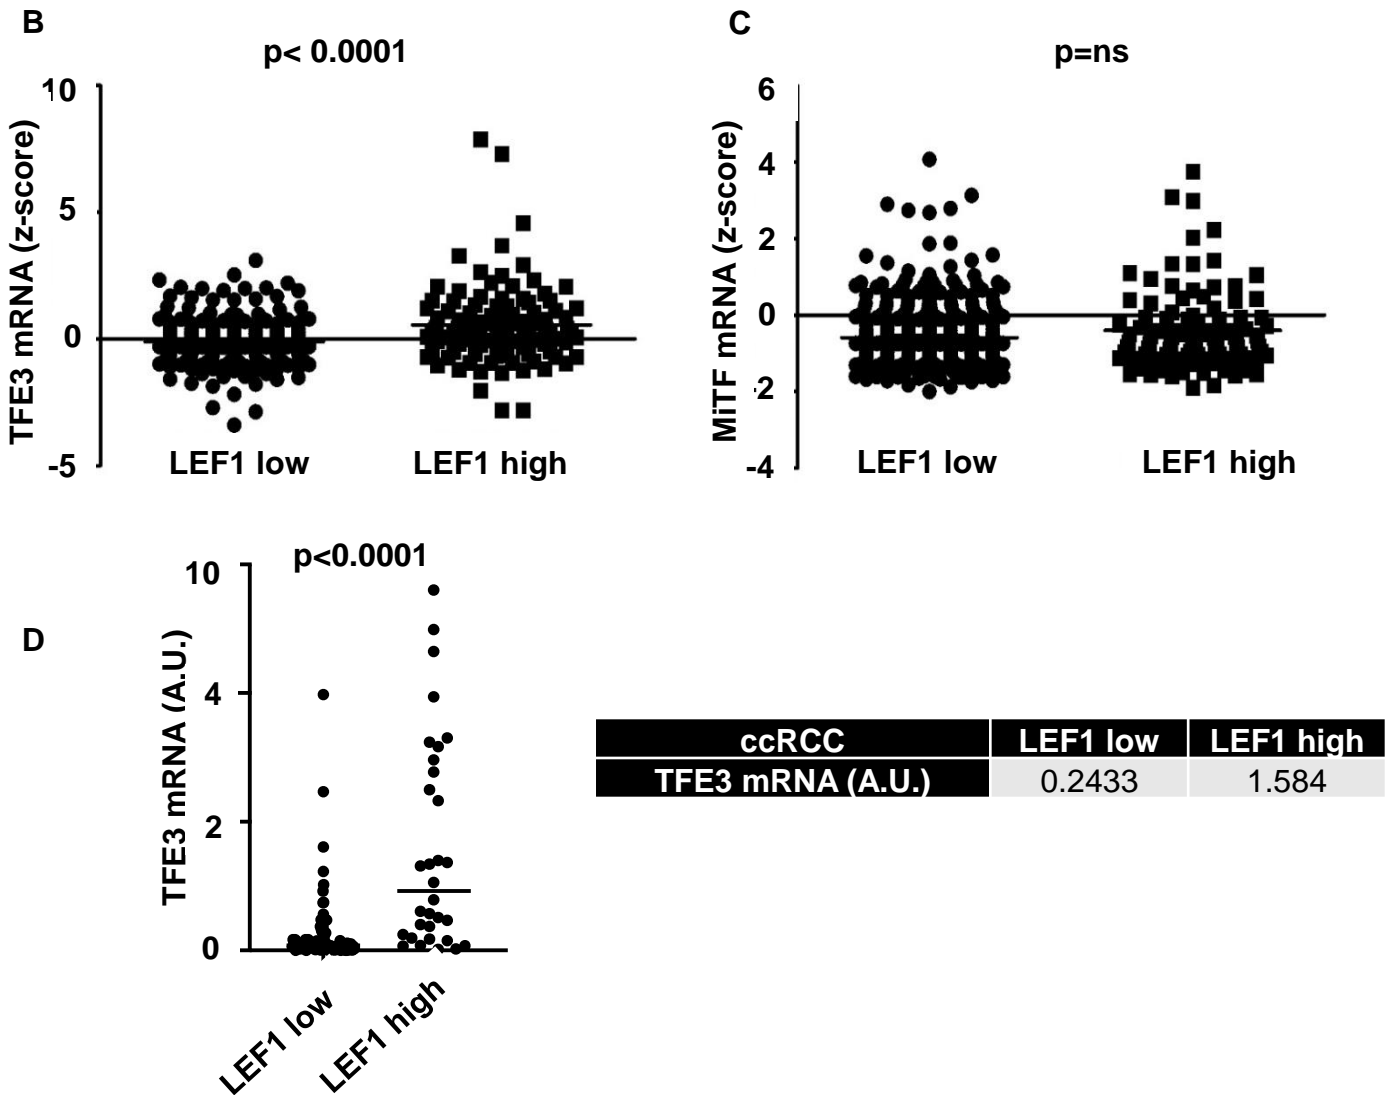 B
p< 0.0001
TFE3 mRNA (z-score)
10
5
0
-5
LEF1 low
LEF1 high
C
p=ns
MiTF mRNA (z-score)
6
4
2
0
-2
-4
LEF1 low
LEF1 high
D
p<0.0001
TFE3 mRNA (A.U.)
10
4
2
0
LEF1 low
LEF1 high
ccRCC LEF1 low LEF1 high
TFE3 mRNA (A.U.) 0.2433 1.584